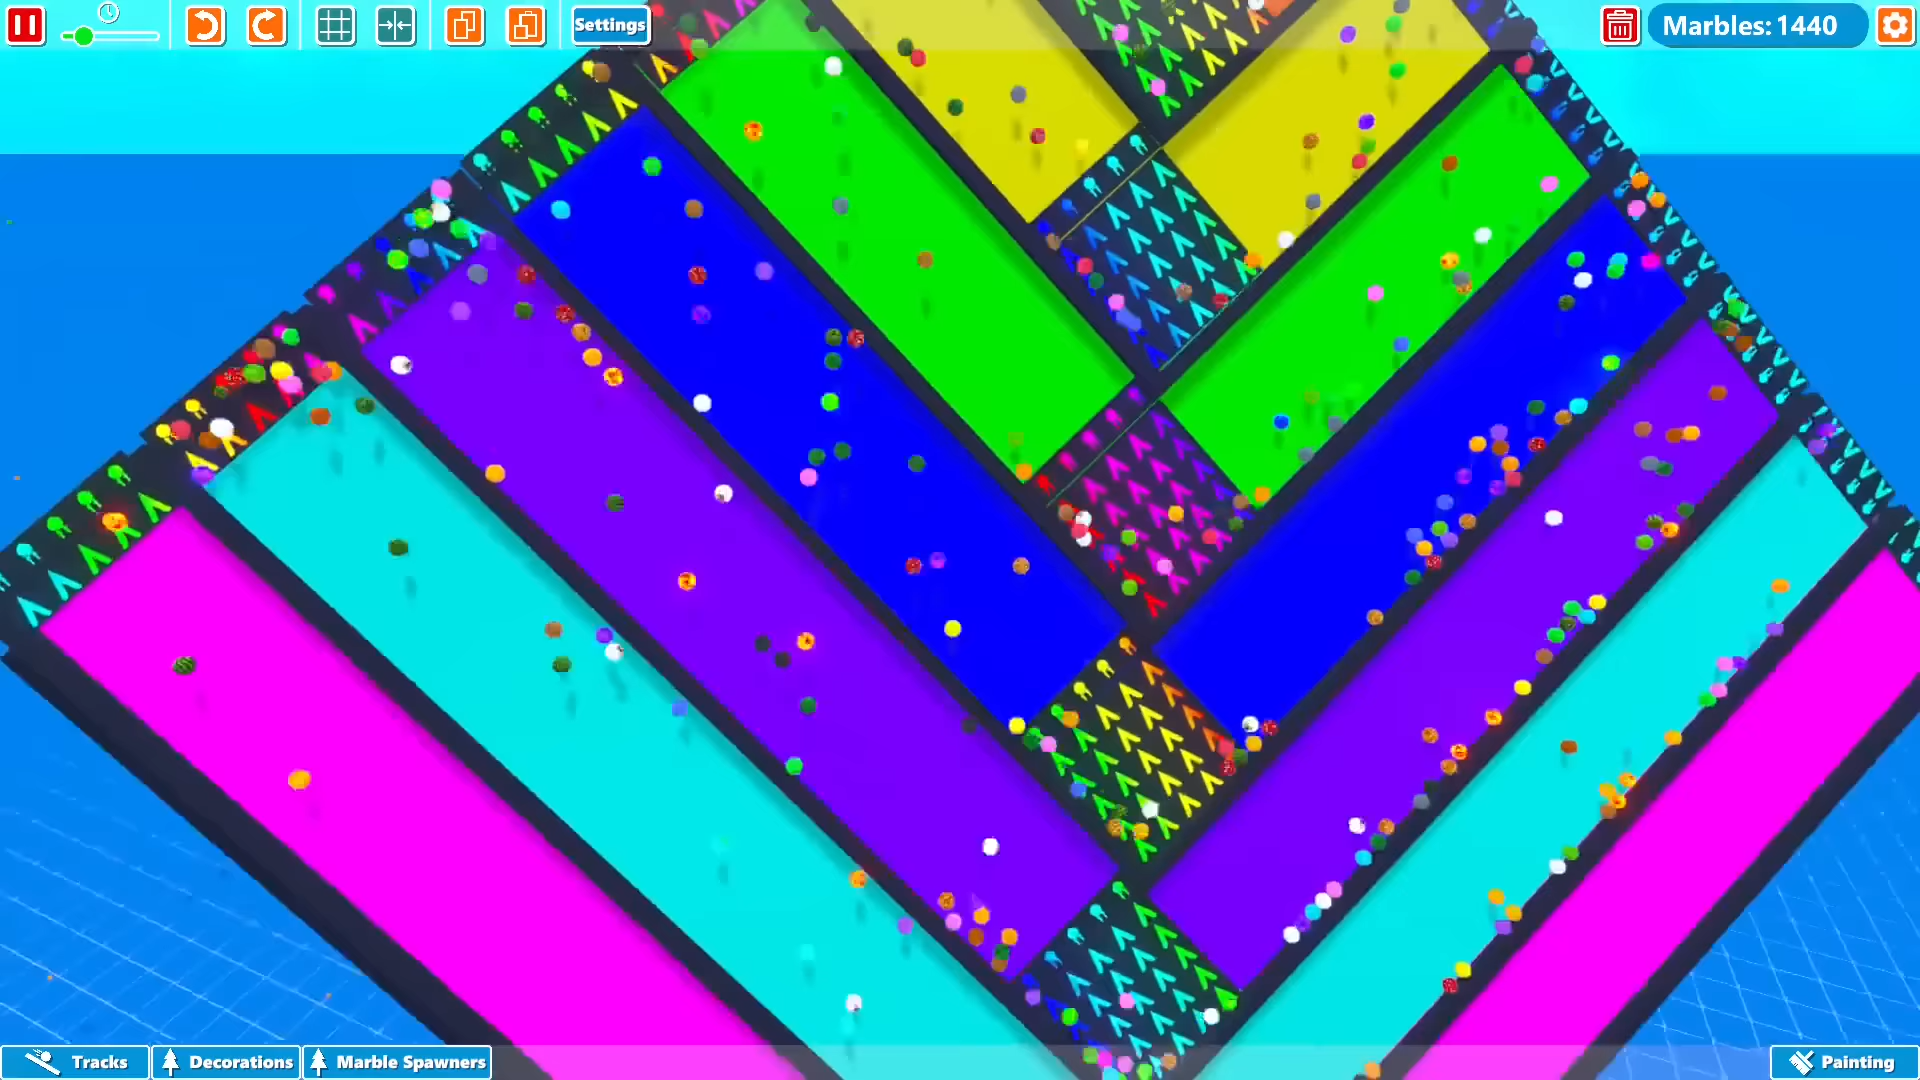 Settings
Marbles: 1440
Tracks
Decorations
Marble Spawners
Painting